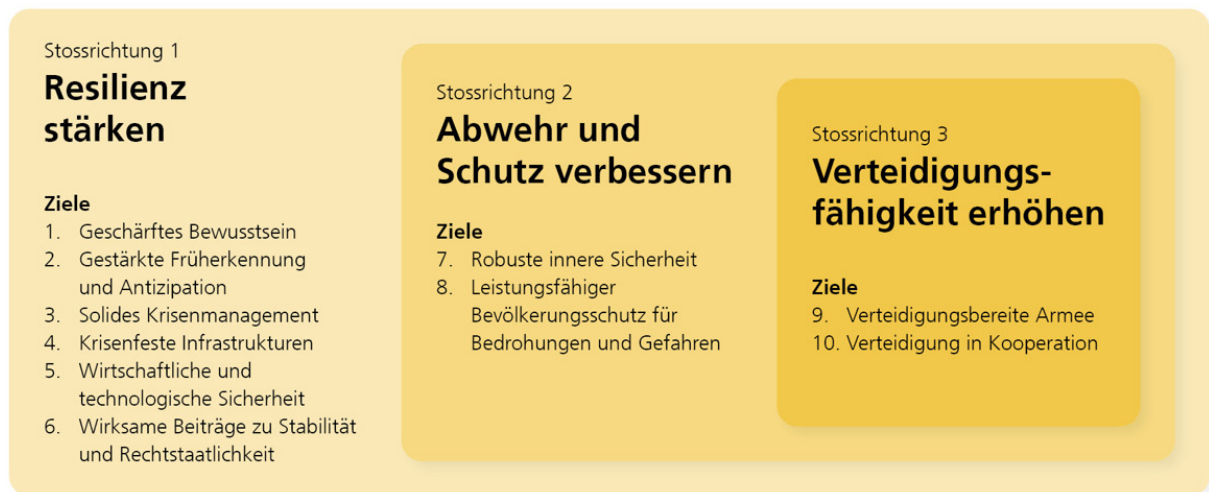 Stossrichtung 1
Resilienz
stärken
Ziele
1. Geschärftes Bewusstsein
2. Gestärkte Früherkennung
und Antizipation
3. Solides Krisenmanagement
4. Krisenfeste Infrastrukturen
5. Wirtschaftliche und
technologische Sicherheit
6. Wirksame Beiträge zu Stabilität
und Rechtstaatlichkeit
Stossrichtung 2
Abwehr und
Schutz verbessern
Ziele
7. Robuste innere Sicherheit
8. Leistungsfähiger
Bevölkerungsschutz für
Bedrohungen und Gefahren
Stossrichtung 3
Verteidigungs-
fähigkeit erhöhen
Ziele
9. Verteidigungsbereite Armee
10. Verteidigung in Kooperation